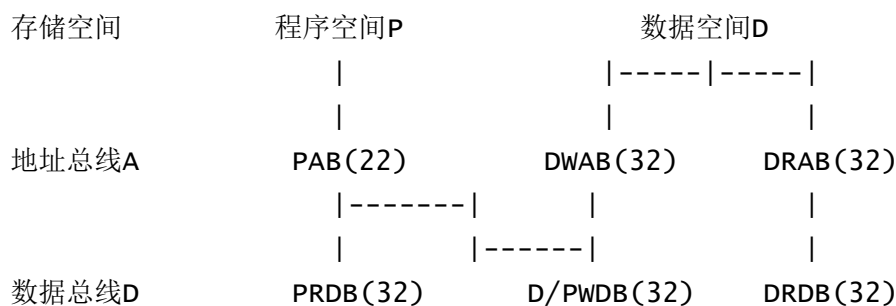 存储空间 程序空间P 数据空间D
| |-----|-----|
| | |
地址总线A PAB(22) DWAB(32) DRAB(32)
|-------| | |
| |------| |
数据总线D PRDB(32) D/PWDB(32) DRDB(32)